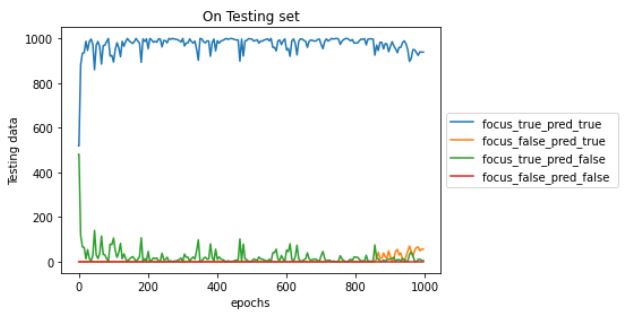 On Testing set
Testing data
1000
800
600
400
200
0
0 200 400 600 800 1000
epochs
focus_true_pred_true
focus_false_pred_true
focus_true_pred_false
focus_false_pred_false